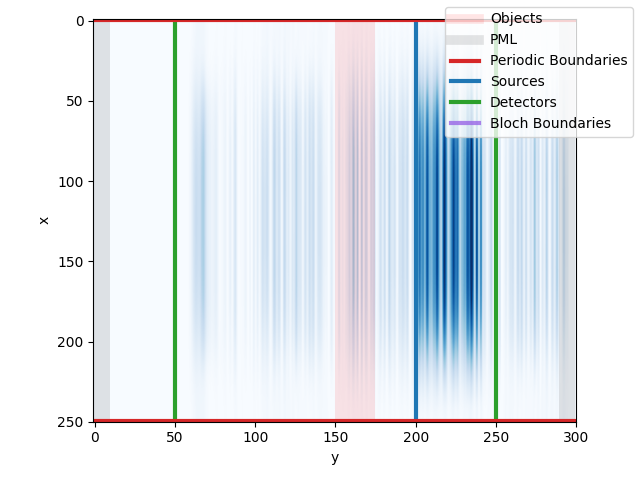 Objects
PML
Periodic Boundaries
Sources
Detectors
Bloch Boundaries
0
50
100
150
200
250
x
0 50 100 150 200 250 300
y